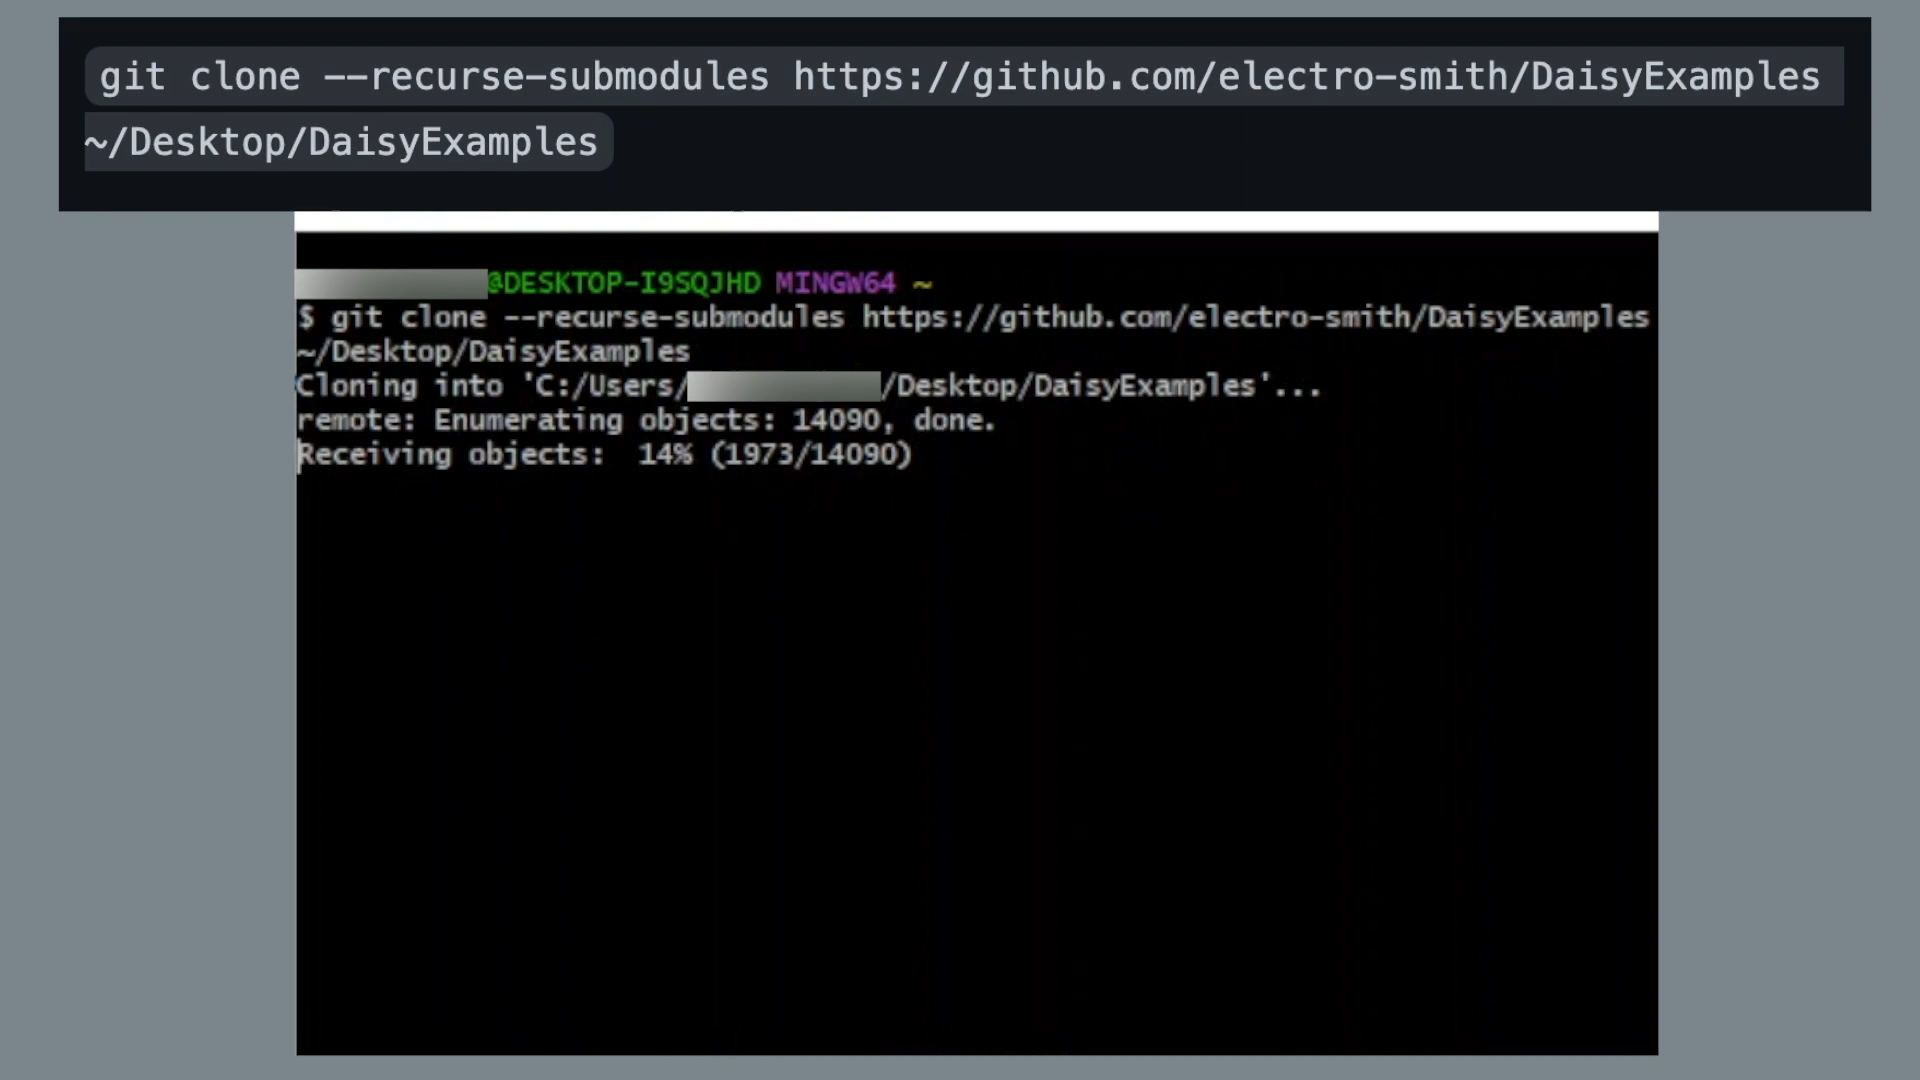 git clone --recurse-submodules https://github.com/electro-smith/DaisyExamples
~/Desktop/DaisyExamples
@DESKTOP-I9SQJHD MINGW64 ~
$ git clone --recurse-submodules https://github.com/electro-smith/DaisyExamples
~/Desktop/DaisyExamples
Cloning into 'C:/Users/ /Desktop/DaisyExamples'...
remote: Enumerating objects: 14090, done.
Receiving objects:  14% (1973/14090)